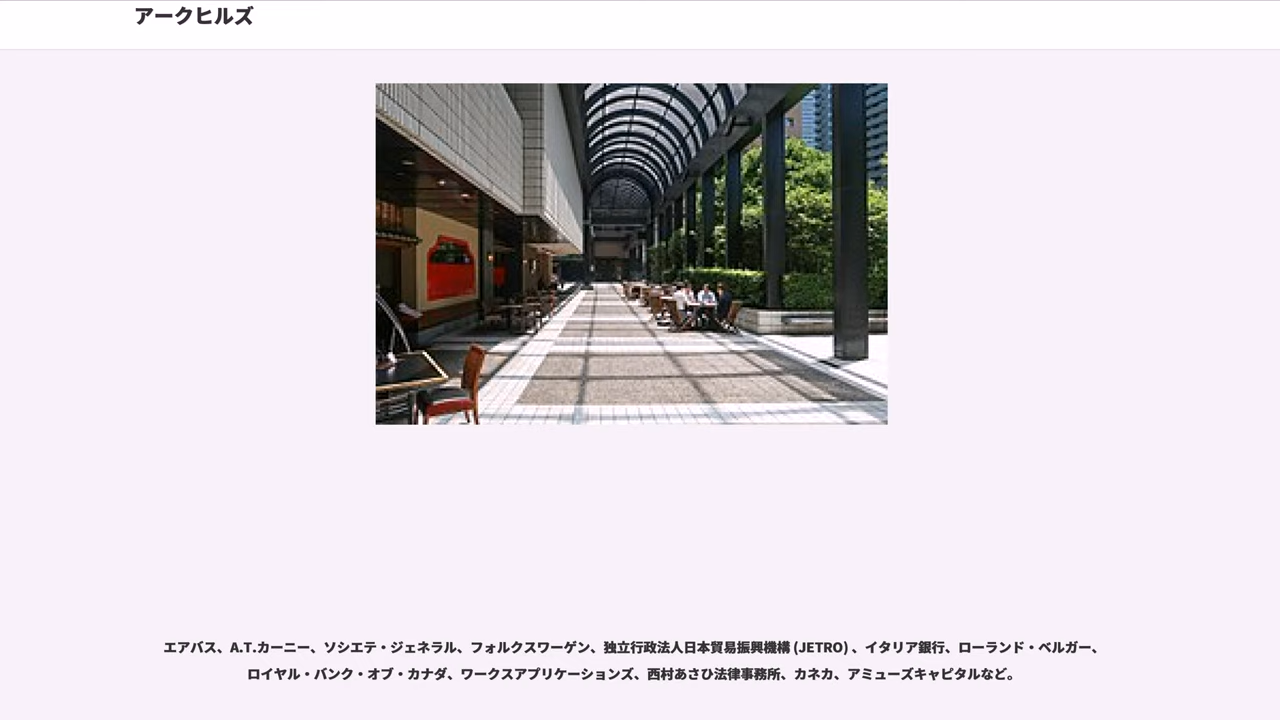 アークヒルズ
エアバス、A.T.カーニー、ソシエテ・ジェネラル、フォルクスワーゲン、独立行政法人日本貿易振興機構 (JETRO) 、イタリア銀行、ローランド・ベルガー、
ロイヤル・バンク・オブ・カナダ、ワークスアプリケーションズ、西村あさひ法律事務所、カネカ、アミューズキャピタルなど。